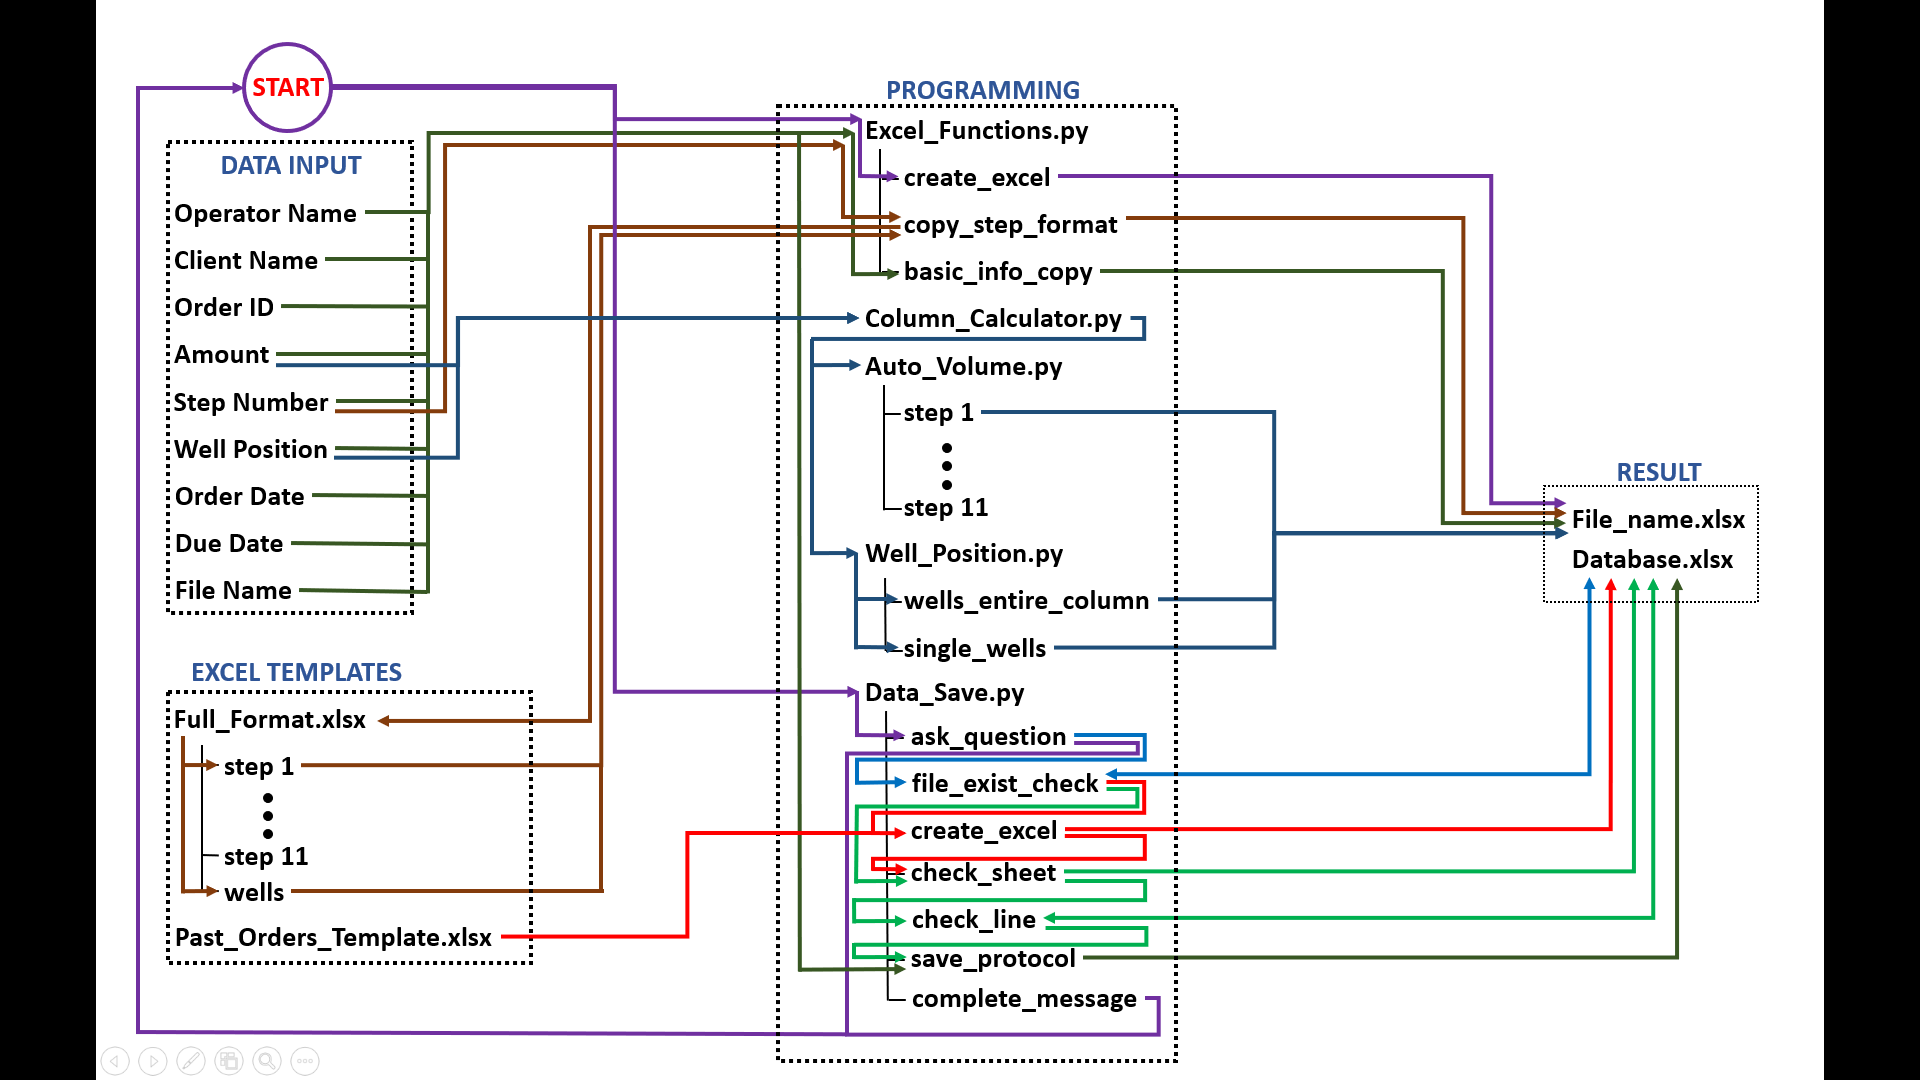 START
DATA INPUT
Operator Name
Client Name
Order ID
Amount
Step Number
Well Position
Order Date
Due Date
File Name
EXCEL TEMPLATES
Full_Format.xlsx
step 1
step 11
wells
Past_Orders_Template.xlsx
PROGRAMMING
Excel_Functions.py
create_excel
copy_step_format
basic_info_copy
Column_Calculator.py
Auto_Volume.py
step 1
step 11
Well_Position.py
wells_entire_column
single_wells
Data_Save.py
ask_question
file_exist_check
create_excel
check_sheet
check_line
save_protocol
complete_message
RESULT
File_name.xlsx
Database.xlsx